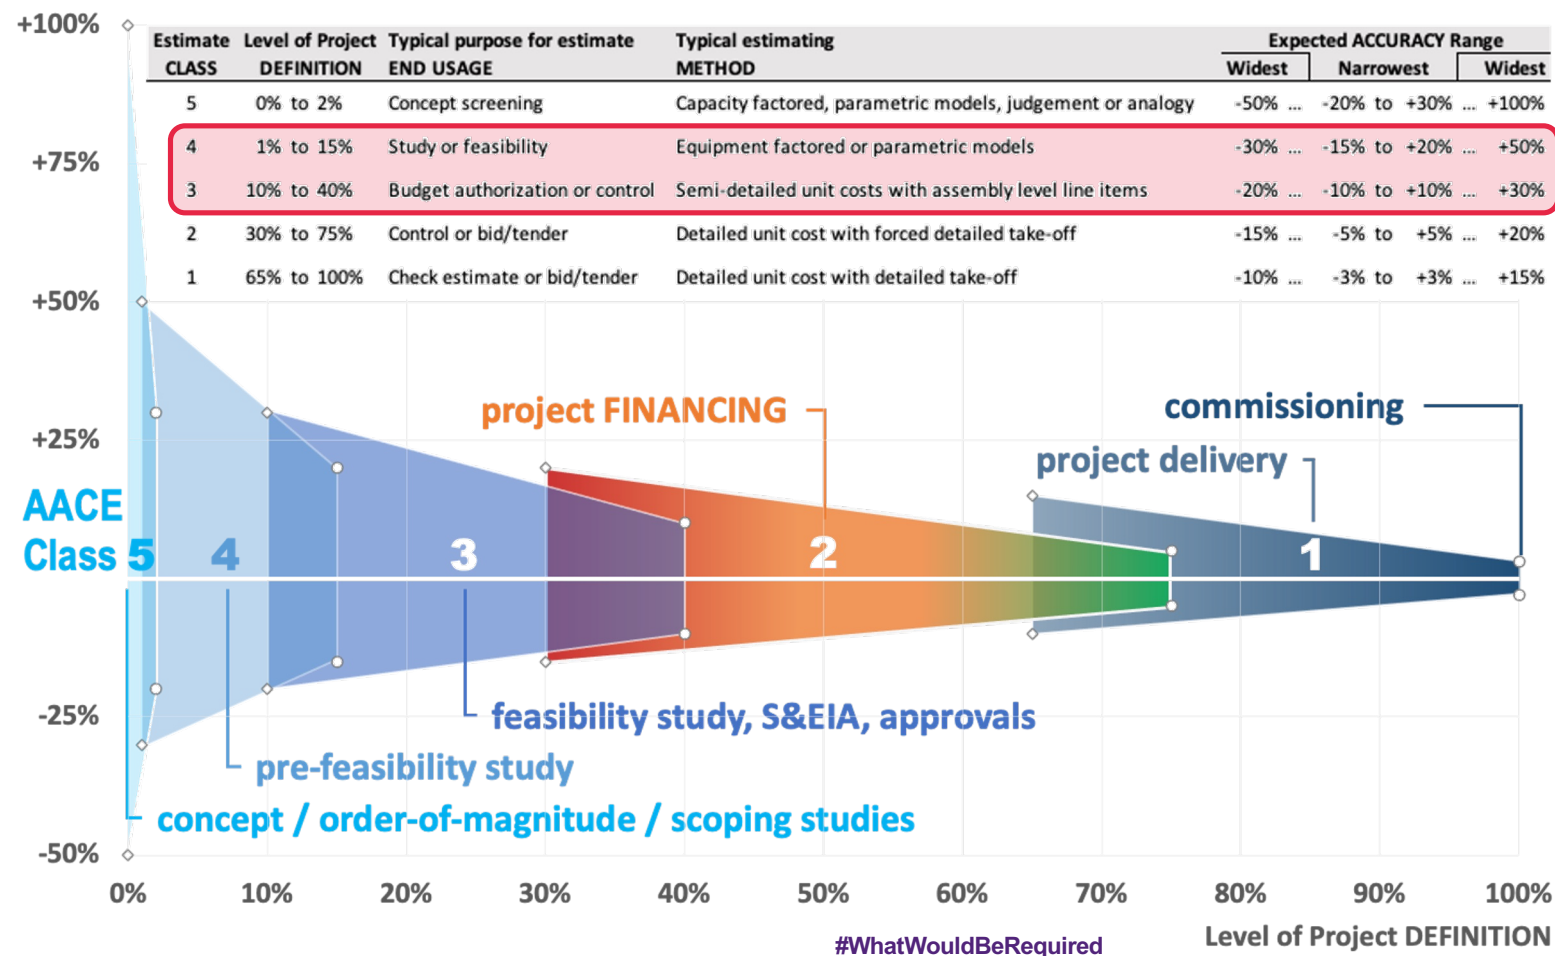 +100%
Estimate Level of Project Typical purpose for estimate Typical estimating Expected ACCURACY Range
CLASS DEFINITION END USAGE METHOD Widest Narrowest Widest
5 0% to 2% Concept screening Capacity factored, parametric models, judgement or analogy -50% ... -20% to +30% ... +100%
4 1% to 15% Study or feasibility Equipment factored or parametric models -30% ... -15% to +20% ... +50%
+75%
3 10% to 40% Budget authorization or control Semi-detailed unit costs with assembly level line items -20% ... -10% to +10% ... +30%
2 30% to 75% Control or bid/tender Detailed unit cost with forced detailed take-off -15% ... -5% to +5% ... +20%
1 65% to 100% Check estimate or bid/tender Detailed unit cost with detailed take-off -10% ... -3% to +3% ... +15%
+50%
project FINANCING
commissioning
+25%
project delivery
AACE
Class 5 4 3 2 1
-25%
feasibility study, S&EIA, approvals
pre-feasibility study
concept / order-of-magnitude / scoping studies
-50%
0% 10% 20% 30% 40% 50% 60% 70% 80% 90% 100%
#WhatWouldBeRequired
Level of Project DEFINITION